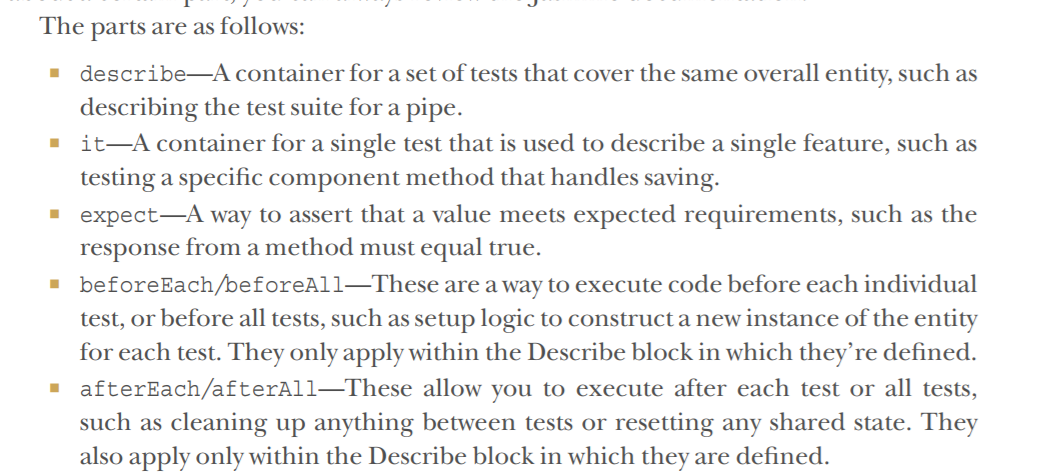 The parts are as follows:
■ describe—A container for a set of tests that cover the same overall entity, such as
describing the test suite for a pipe.
■ it—A container for a single test that is used to describe a single feature, such as
testing a specific component method that handles saving.
■ expect—A way to assert that a value meets expected requirements, such as the
response from a method must equal true.
■ beforeEach/beforeAll—These are a way to execute code before each individual
test, or before all tests, such as setup logic to construct a new instance of the entity
for each test. They only apply within the Describe block in which they're defined.
■ afterEach/afterAll—These allow you to execute after each test or all tests,
such as cleaning up anything between tests or resetting any shared state. They
also apply only within the Describe block in which they are defined.